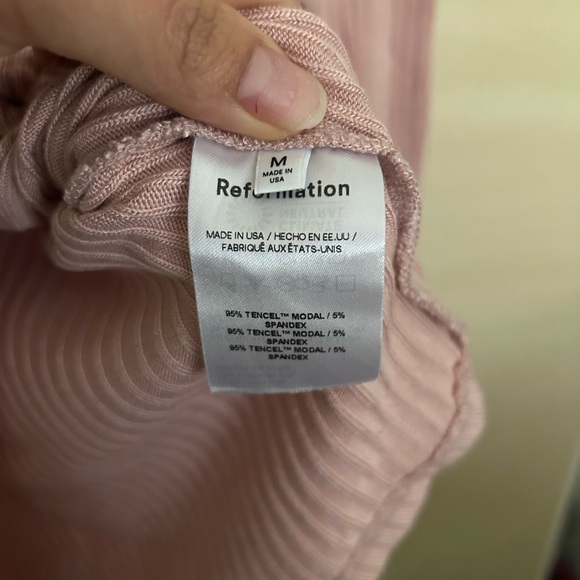 M
MADE IN
USA
Reformation
MADE IN USA / HECHO EN EE.UU /
FABRIQUÉ AUX ÉTATS-UNIS
95% TENCEL™ MODAL / 5%
SPANDEX
95% TENCEL™ MODAL / 5%
SPANDEX
95% TENCEL™ MODAL / 5%
SPANDEX